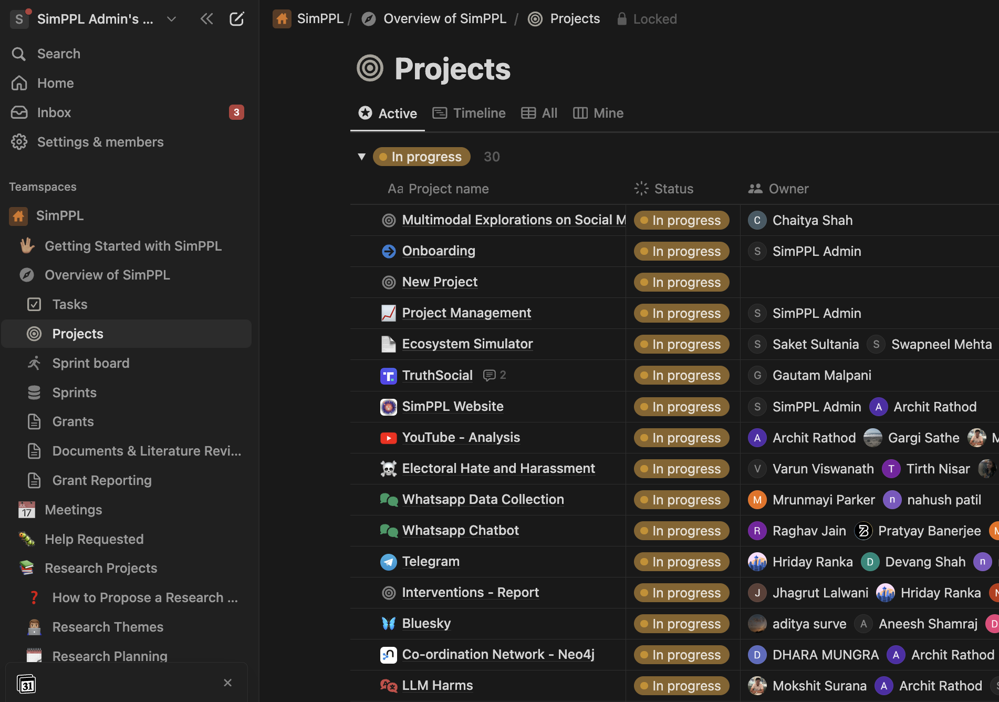 S SimPPL Admin's ...
Search
Home
Inbox 3
Settings & members
Teamspaces
SimPPL
Getting Started with SimPPL
Overview of SimPPL
Tasks
Projects
Sprint board
Sprints
Grants
Documents & Literature Revi...
Grant Reporting
JUL 17 Meetings
Help Requested
Research Projects
How to Propose a Research ...
Research Themes
Research Planning
31
SimPPL / Overview of SimPPL / Projects Locked
Projects
Active Timeline All Mine
In progress 30
Aa Project name Status Owner
Multimodal Explorations on Social M In progress C Chaitya Shah
Onboarding In progress S SimPPL Admin
New Project In progress
Project Management In progress S SimPPL Admin
Ecosystem Simulator In progress S Saket Sultania S Swapneel Mehta
T. TruthSocial 2 In progress G Gautam Malpani
SimPPL Website In progress S SimPPL Admin A Archit Rathod
YouTube - Analysis In progress A Archit Rathod Gargi Sathe M
Electoral Hate and Harassment In progress V Varun Viswanath T Tirth Nisar
Whatsapp Data Collection In progress M Mrunmayi Parker n nahush patil
Whatsapp Chatbot In progress R Raghav Jain Pratyay Banerjee M
Telegram In progress Hriday Ranka D Devang Shah n
Interventions - Report In progress J Jhagrut Lalwani Hriday Ranka N
Bluesky In progress aditya surve A Aneesh Shamraj D
Co-ordination Network - Neo4j In progress D DHARA MUNGRA A Archit Rathod
LLM Harms In progress Mokshit Surana A Archit Rathod S